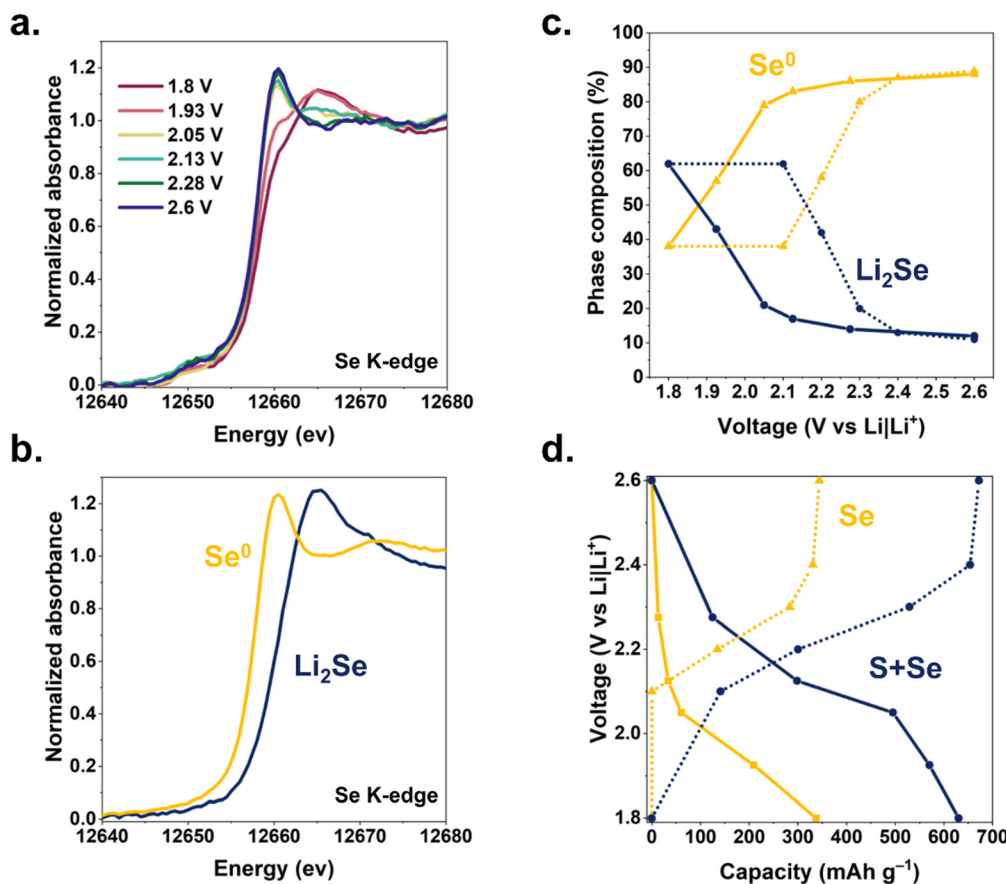 a.
Normalized absorbance
1.2
1.0
0.8
0.6
0.4
0.2
0.0
1.8 V
1.93 V
2.05 V
2.13 V
2.28 V
2.6 V
Se K-edge
12640 12650 12660 12670 12680
Energy (ev)
b.
Normalized absorbance
1.2
1.0
0.8
0.6
0.4
0.2
0.0
Se⁰
Li₂Se
Se K-edge
12640 12650 12660 12670 12680
Energy (ev)
c.
Phase composition (%)
100
90
80
70
60
50
40
30
20
10
0
Se⁰
Li₂Se
1.8 1.9 2.0 2.1 2.2 2.3 2.4 2.5 2.6
Voltage (V vs Li|Li⁺)
d.
Voltage (V vs Li|Li⁺)
2.6
2.4
2.2
2.0
1.8
Se
S+Se
0 100 200 300 400 500 600 700
Capacity (mAh g⁻¹)